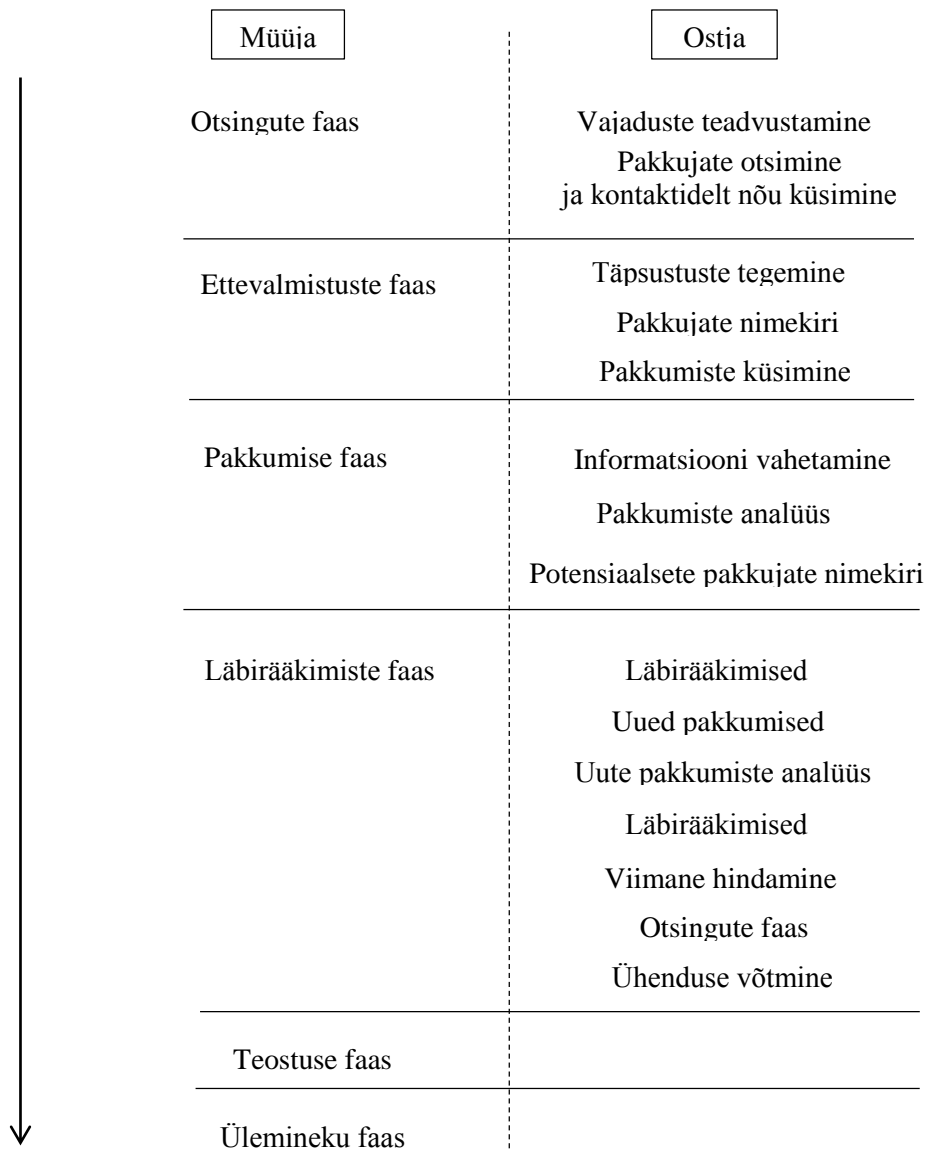 Müüja
Ostja
Otsingute faas
Vajaduste teadvustamine
Pakkujate otsimine
ja kontaktidelt nõu küsimine
Ettevalmistuste faas
Täpsustuste tegemine
Pakkujate nimekiri
Pakkumiste küsimine
Pakkumise faas
Informatsiooni vahetamine
Pakkumiste analüüs
Potensiaalsete pakkujate nimekiri
Läbirääkimiste faas
Läbirääkimised
Uued pakkumised
Uute pakkumiste analüüs
Läbirääkimised
Viimane hindamine
Otsingute faas
Ühenduse võtmine
Teostuse faas
Ülemineku faas